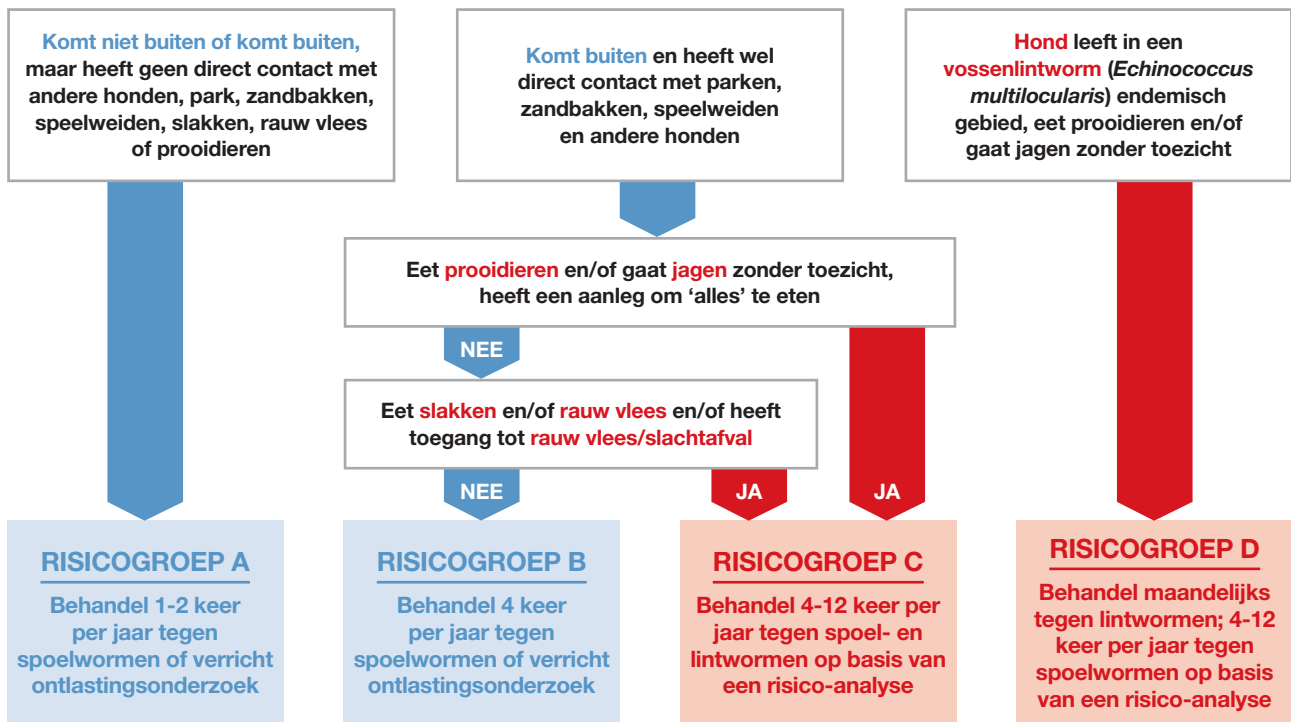 Komt niet buiten of komt buiten,
maar heeft geen direct contact met
andere honden, park, zandbakken,
speelweiden, slakken, rauw vlees
of prooidieren
Komt buiten en heeft wel
direct contact met parken,
zandbakken, speelweiden
en andere honden
Hond leeft in een
vossenlintworm (Echinococcus
multilocularis) endemisch
gebied, eet prooidieren en/of
gaat jagen zonder toezicht
Eet prooidieren en/of gaat jagen zonder toezicht,
heeft een aanleg om ‘alles’ te eten
NEE
Eet slakken en/of rauw vlees en/of heeft
toegang tot rauw vlees/slachtafval
NEE
JA
JA
RISICOGROEP A
Behandel 1-2 keer
per jaar tegen
spoelwormen of verricht
ontlastingsonderzoek
RISICOGROEP B
Behandel 4 keer
per jaar tegen
spoelwormen of verricht
ontlastingsonderzoek
RISICOGROEP C
Behandel 4-12 keer per
jaar tegen spoel- en
lintwormen op basis van
een risico-analyse
RISICOGROEP D
Behandel maandelijks
tegen lintwormen; 4-12
keer per jaar tegen
spoelwormen op basis
van een risico-analyse